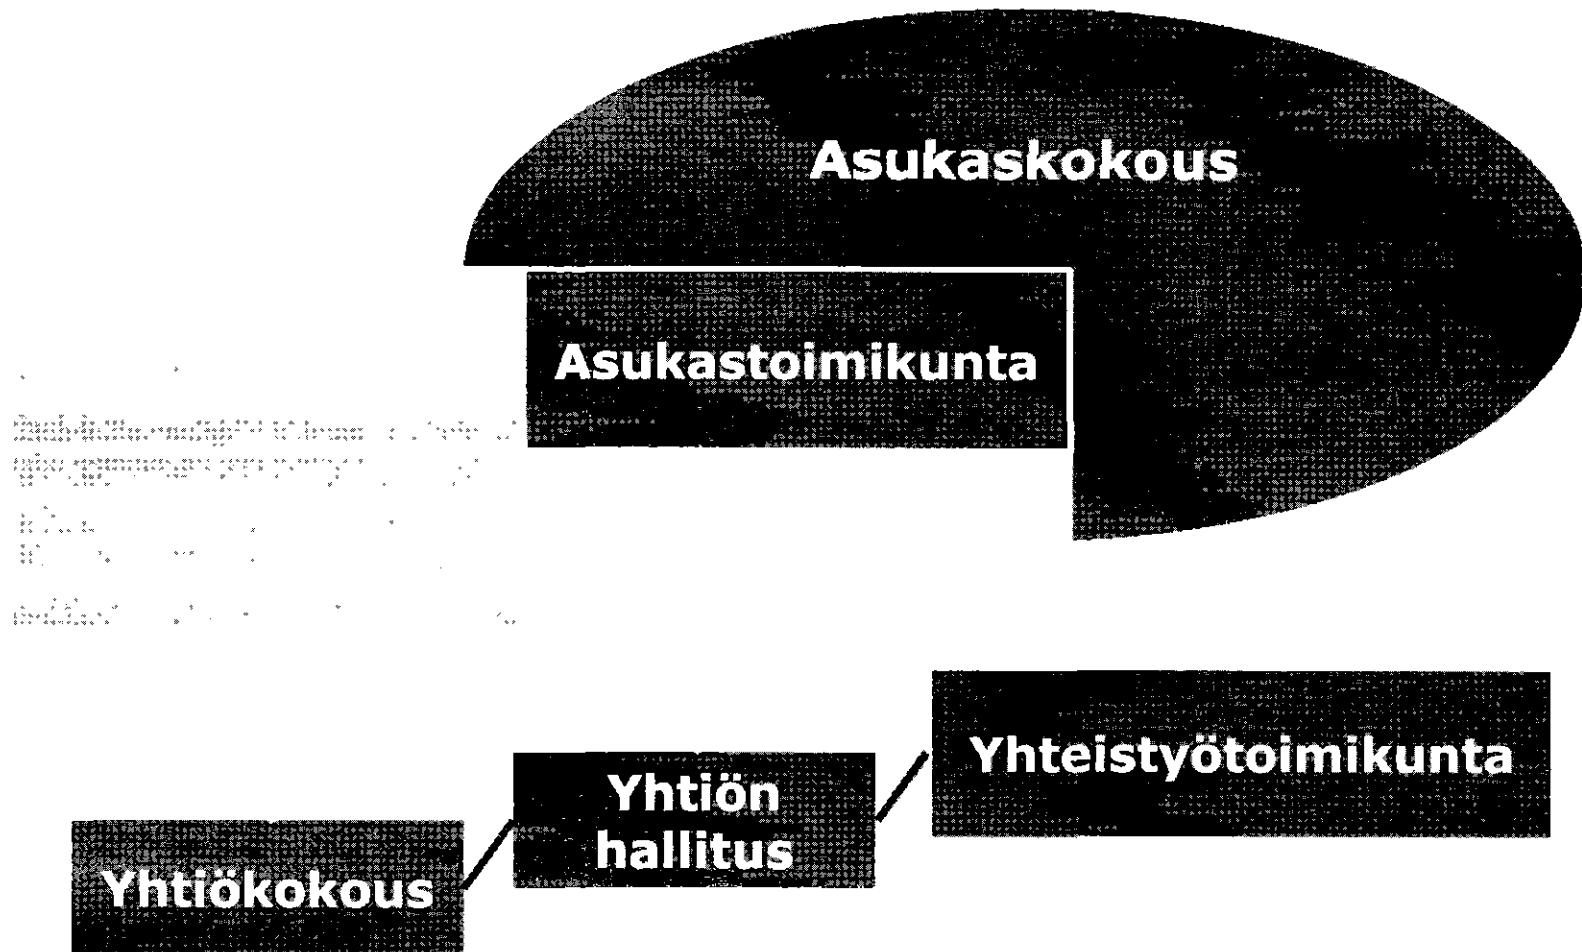 Asukaskokous
Asukastoimikunta
Yhteistyötoimikunta
Yhtiön
hallitus
Yhtiökokous